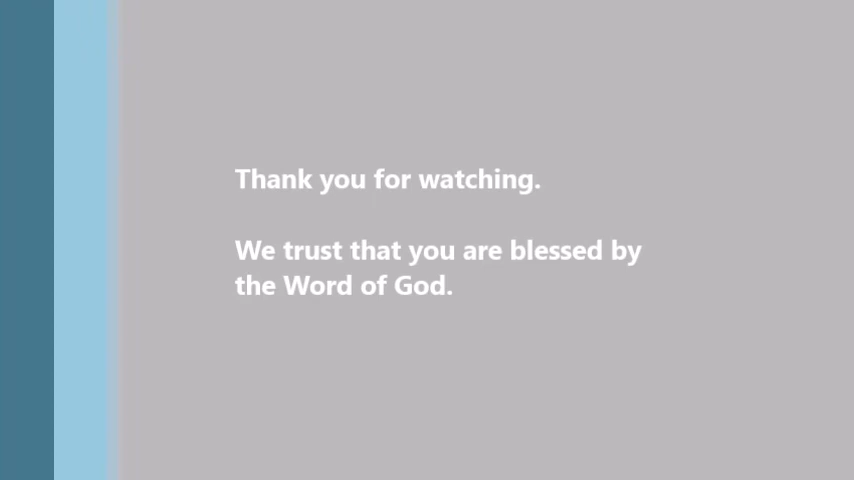 Thank you for watching.
We trust that you are blessed by
the Word of God.